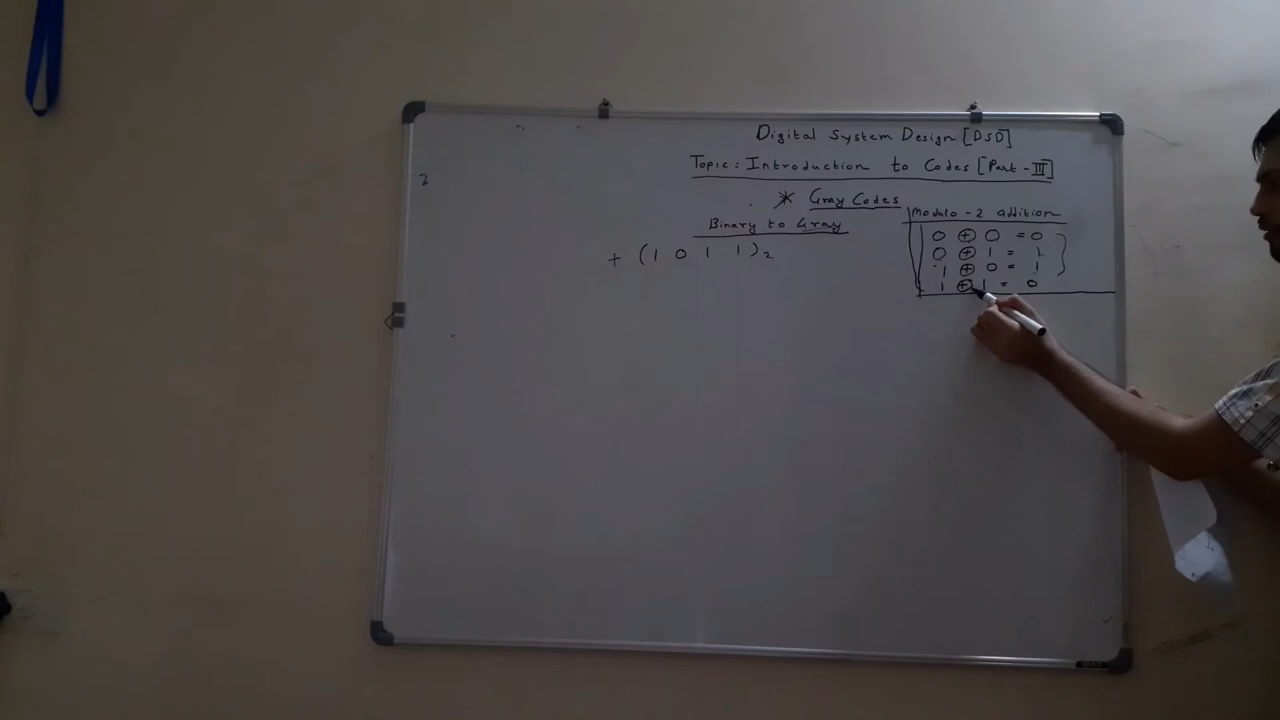 Digital System Design [DSD]
Topic: Introduction to Codes [Part - III]
2
* Gray Codes
Modulo - 2 addition
Binary to Gray
0 ⊕ 0 = 0
+ (1 0 1 1)2
0 ⊕ 1 = 1
1 ⊕ 0 = 1
1 ⊕ 1 = 0